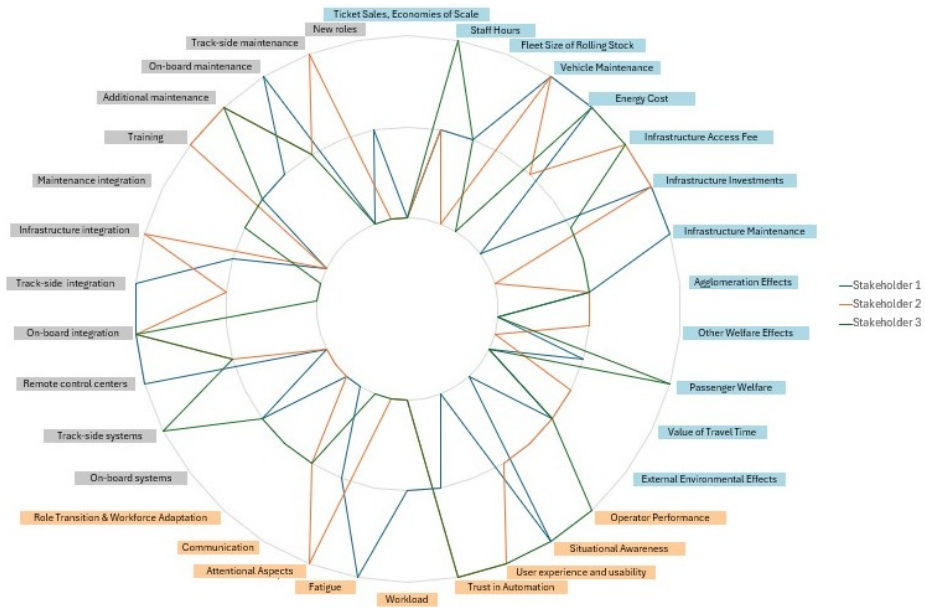 Ticket Sales, Economies of Scale
New roles
Staff Hours
Track-side maintenance
Fleet Size of Rolling Stock
On-board maintenance
Vehicle Maintenance
Additional maintenance
Energy Cost
Training
Infrastructure Access Fee
Maintenance integration
Infrastructure Investments
Infrastructure integration
Infrastructure Maintenance
Track-side integration
Agglomeration Effects
Stakeholder 1
Stakeholder 2
Stakeholder 3
On-board integration
Other Welfare Effects
Remote control centers
Passenger Welfare
Track-side systems
Value of Travel Time
On-board systems
External Environmental Effects
Role Transition & Workforce Adaptation
Operator Performance
Communication
Situational Awareness
Attentional Aspects
User experience and usability
Fatigue
Trust in Automation
Workload